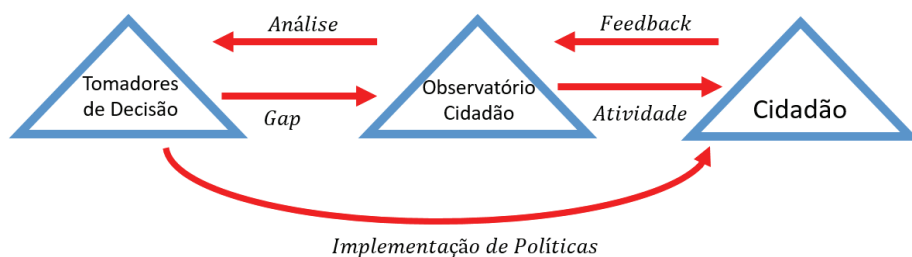 Análise
Feedback
Tomadores
de Decisão
Observatório
Cidadão
Cidadão
Gap
Atividade
Implementação de Políticas